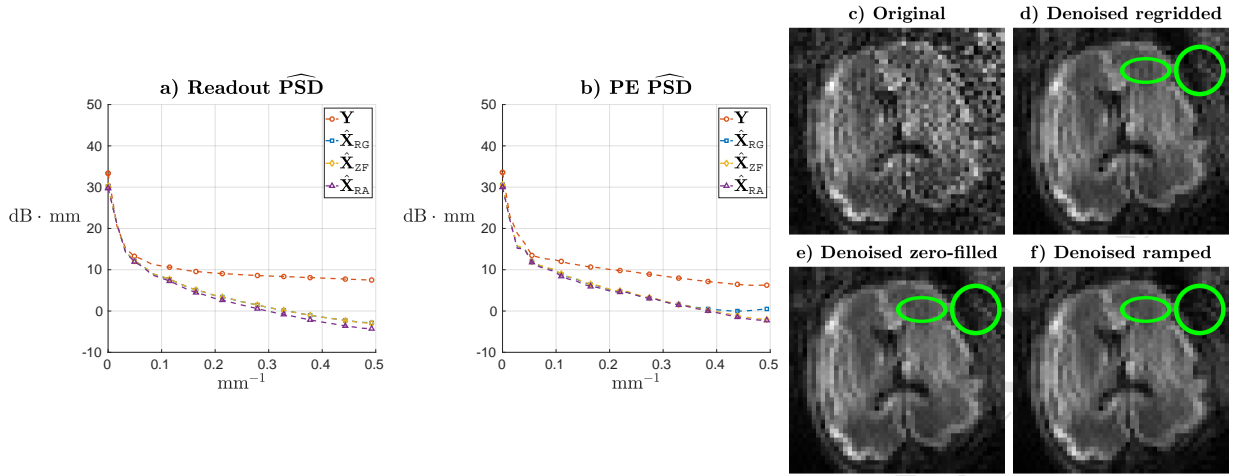 a) Readout P͡SD
50
40
30
20
10
0
-10
dB · mm
0
0.1
0.2
0.3
0.4
0.5
mm⁻¹
Y
X̂RG
X̂ZF
X̂RA
b) PE P͡SD
50
40
30
20
10
0
-10
dB · mm
0
0.1
0.2
0.3
0.4
0.5
mm⁻¹
Y
X̂RG
X̂ZF
X̂RA
c) Original
d) Denoised regridded
e) Denoised zero-filled
f) Denoised ramped